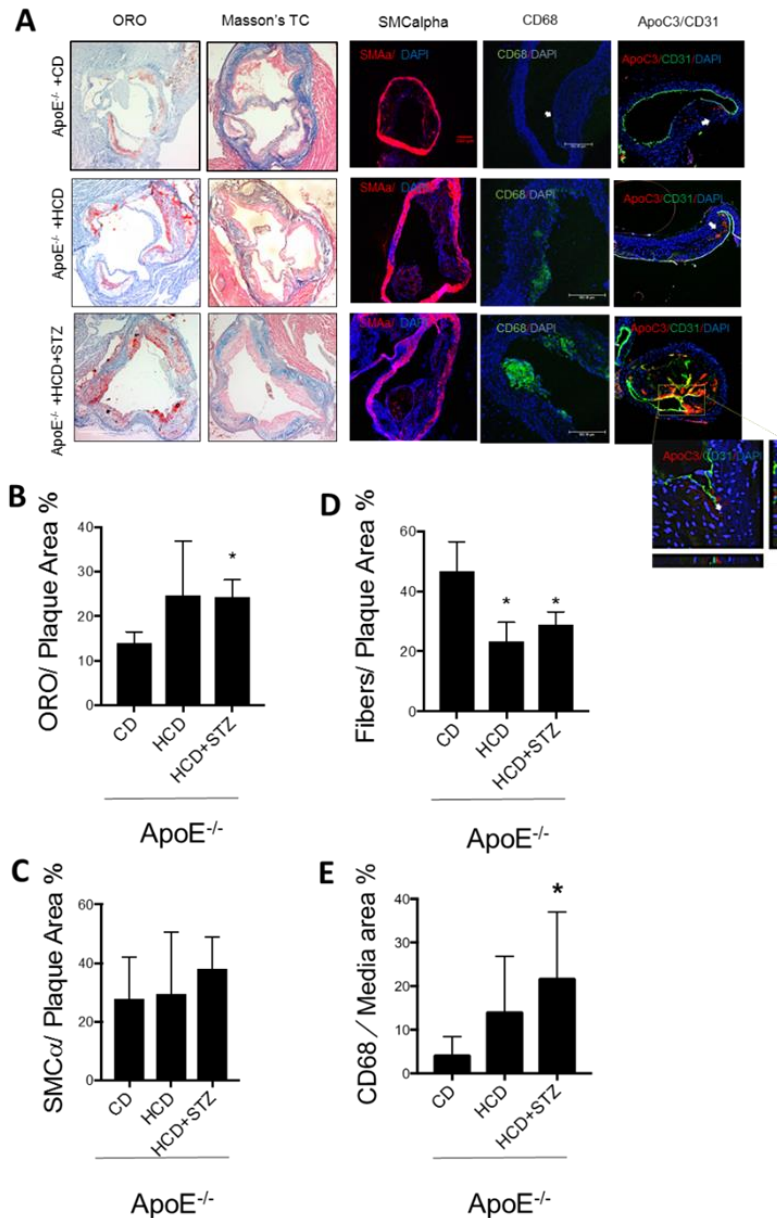 A
ORO
Masson's TC
SMCalpha
CD68
ApoC3/CD31
ApoE-/- +CD
SMAa/ DAPI
CD68/DAPI
ApoC3/CD31/DAPI
ApoE-/- +HCD
SMAa/ DAPI
CD68/DAPI
ApoC3/CD31/DAPI
ApoE-/- +HCD+STZ
SMAa/ DAPI
CD68/DAPI
ApoC3/CD31/DAPI
ApoC3/CD31/DAPI
B
ORO/ Plaque Area %
40
30
20
10
0
*
CD
HCD
HCD+STZ
ApoE-/-
D
Fibers/ Plaque Area %
60
40
20
0
*
*
CD
HCD
HCD+STZ
ApoE-/-
C
SMCα/ Plaque Area %
60
40
20
0
CD
HCD
HCD+STZ
ApoE-/-
E
CD68 / Media area %
40
30
20
10
0
*
CD
HCD
HCD+STZ
ApoE-/-